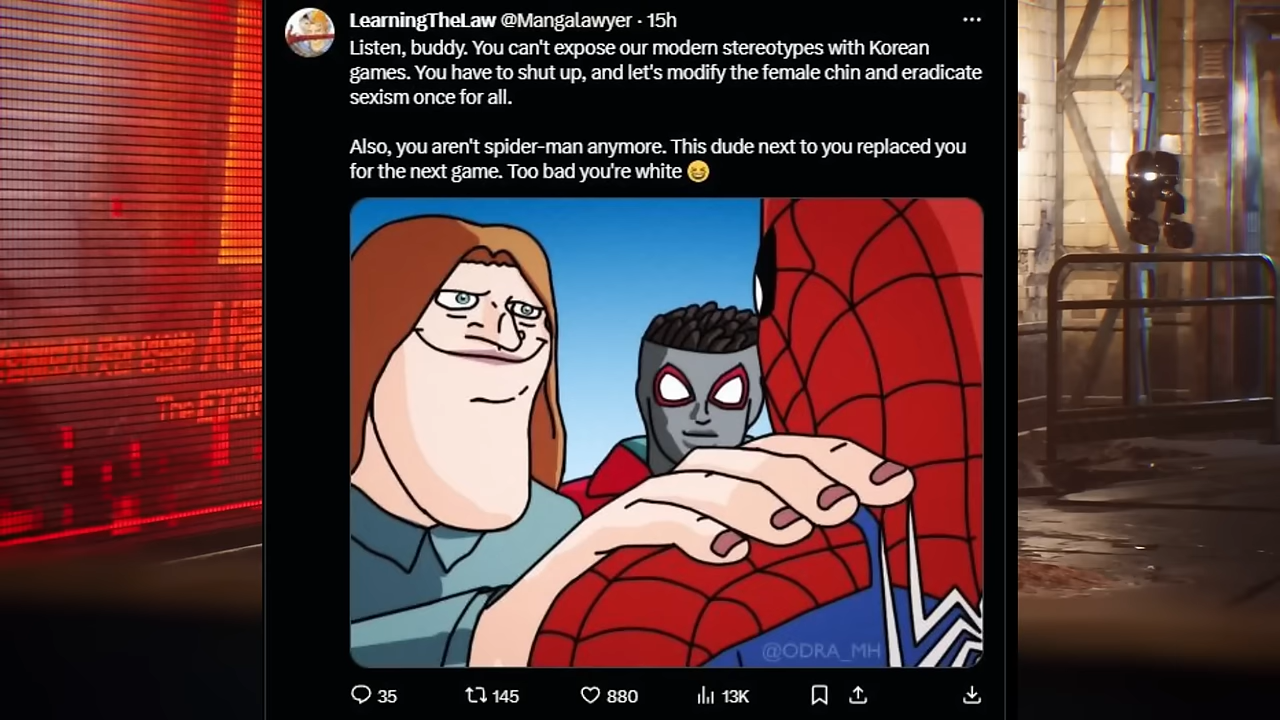 LearningTheLaw @Mangalawyer · 15h
Listen, buddy. You can't expose our modern stereotypes with Korean
games. You have to shut up, and let's modify the female chin and eradicate
sexism once for all.
Also, you aren't spider-man anymore. This dude next to you replaced you
for the next game. Too bad you're white 😆
@ODRA_MH
35 145 880 13K